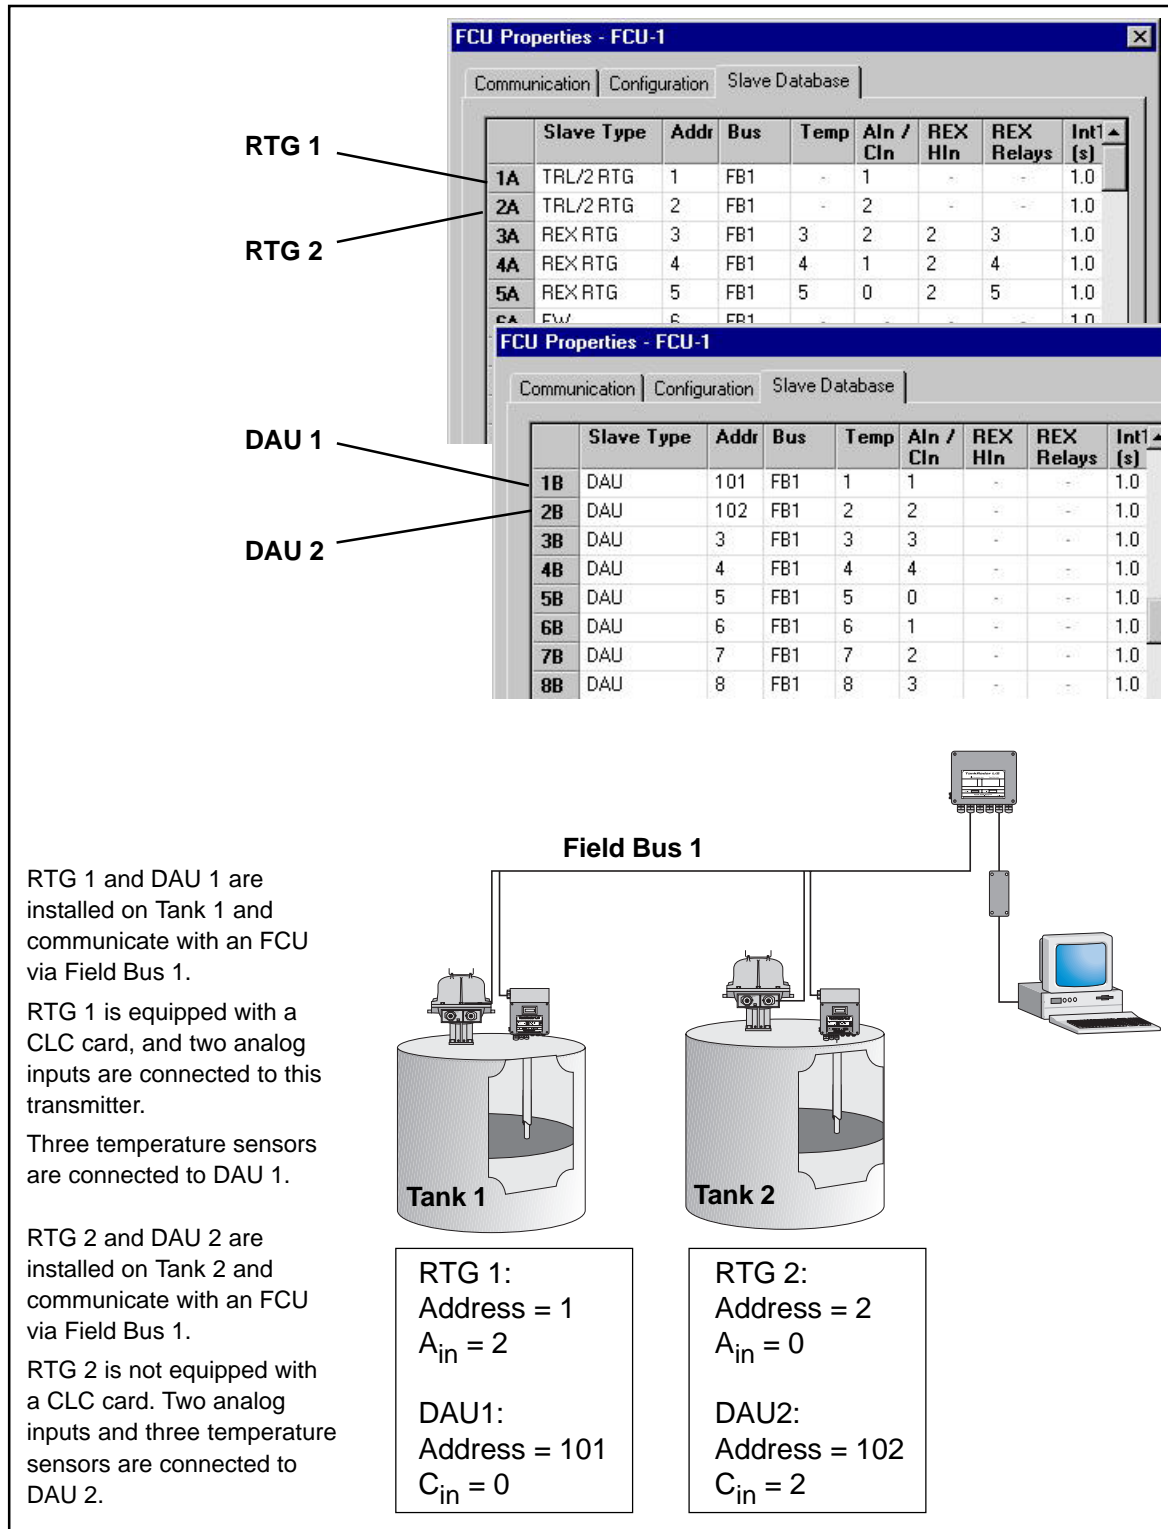 FCU Properties - FCU-1
Communication Configuration Slave Database
Slave Type Addr Bus Temp AIn / CIn REX HIn REX Relays Int1 (s)
RTG 1
1A TRL/2 RTG 1 FB1 - 1 - - 1.0
2A TRL/2 RTG 2 FB1 - 2 - - 1.0
RTG 2
3A REX RTG 3 FB1 3 2 2 3 1.0
4A REX RTG 4 FB1 4 1 2 4 1.0
5A REX RTG 5 FB1 5 0 2 5 1.0
6A FW 6 FB1 - - - - 1.0
FCU Properties - FCU-1
Communication Configuration Slave Database
Slave Type Addr Bus Temp AIn / CIn REX HIn REX Relays Int1 (s)
DAU 1
1B DAU 101 FB1 1 1 - - 1.0
2B DAU 102 FB1 2 2 - - 1.0
DAU 2
3B DAU 3 FB1 3 3 - - 1.0
4B DAU 4 FB1 4 4 - - 1.0
5B DAU 5 FB1 5 0 - - 1.0
6B DAU 6 FB1 6 1 - - 1.0
7B DAU 7 FB1 7 2 - - 1.0
8B DAU 8 FB1 8 3 - - 1.0
Field Bus 1
RTG 1 and DAU 1 are
installed on Tank 1 and
communicate with an FCU
via Field Bus 1.
RTG 1 is equipped with a
CLC card, and two analog
inputs are connected to this
transmitter.
Three temperature sensors
are connected to DAU 1.
RTG 2 and DAU 2 are
installed on Tank 2 and
communicate with an FCU
via Field Bus 1.
RTG 2 is not equipped with
a CLC card. Two analog
inputs and three temperature
sensors are connected to
DAU 2.
Tank 1
Tank 2
RTG 1:
Address = 1
Ain = 2
DAU1:
Address = 101
Cin = 0
RTG 2:
Address = 2
Ain = 0
DAU2:
Address = 102
Cin = 2